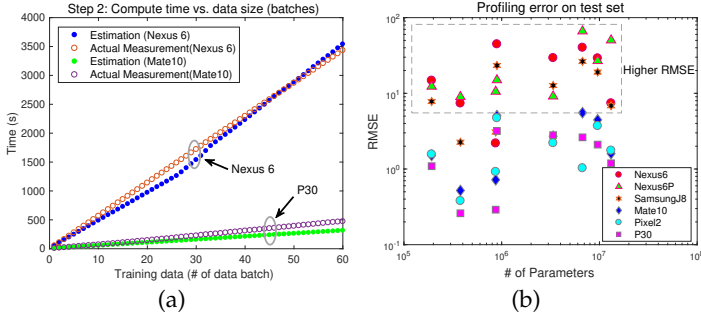 Step 2: Compute time vs. data size (batches)
4000
3500
3000
2500
2000
1500
1000
500
0
Time (s)
Estimation (Nexus 6)
Actual Measurement(Nexus 6)
Estimation (Mate10)
Actual Measurement(Mate10)
Nexus 6
P30
0 10 20 30 40 50 60
Training data (# of data batch)
(a)
Profiling error on test set
10²
10¹
10⁰
10⁻¹
RMSE
Higher RMSE
Nexus6
Nexus6P
SamsungJ8
Mate10
Pixel2
P30
10⁵ 10⁶ 10⁷ 10⁸
# of Parameters
(b)